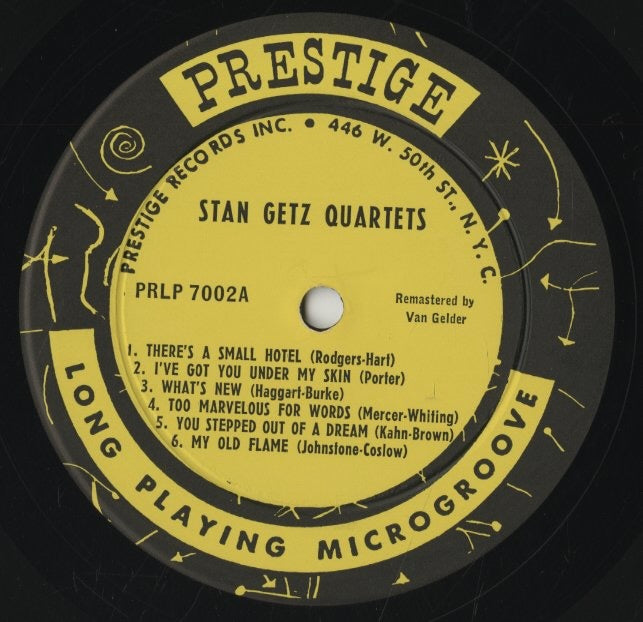 PRESTIGE
PRESTIGE RECORDS INC. • 446 W. 50th ST., N. Y. C.
STAN GETZ QUARTETS
PRLP 7002A
Remastered by
Van Gelder
1. THERE'S A SMALL HOTEL (Rodgers-Hart)
2. I'VE GOT YOU UNDER MY SKIN (Porter)
3. WHAT'S NEW (Haggart-Burke)
4. TOO MARVELOUS FOR WORDS (Mercer-Whiting)
5. YOU STEPPED OUT OF A DREAM (Kahn-Brown)
6. MY OLD FLAME (Johnstone-Coslow)
LONG PLAYING MICROGROOVE